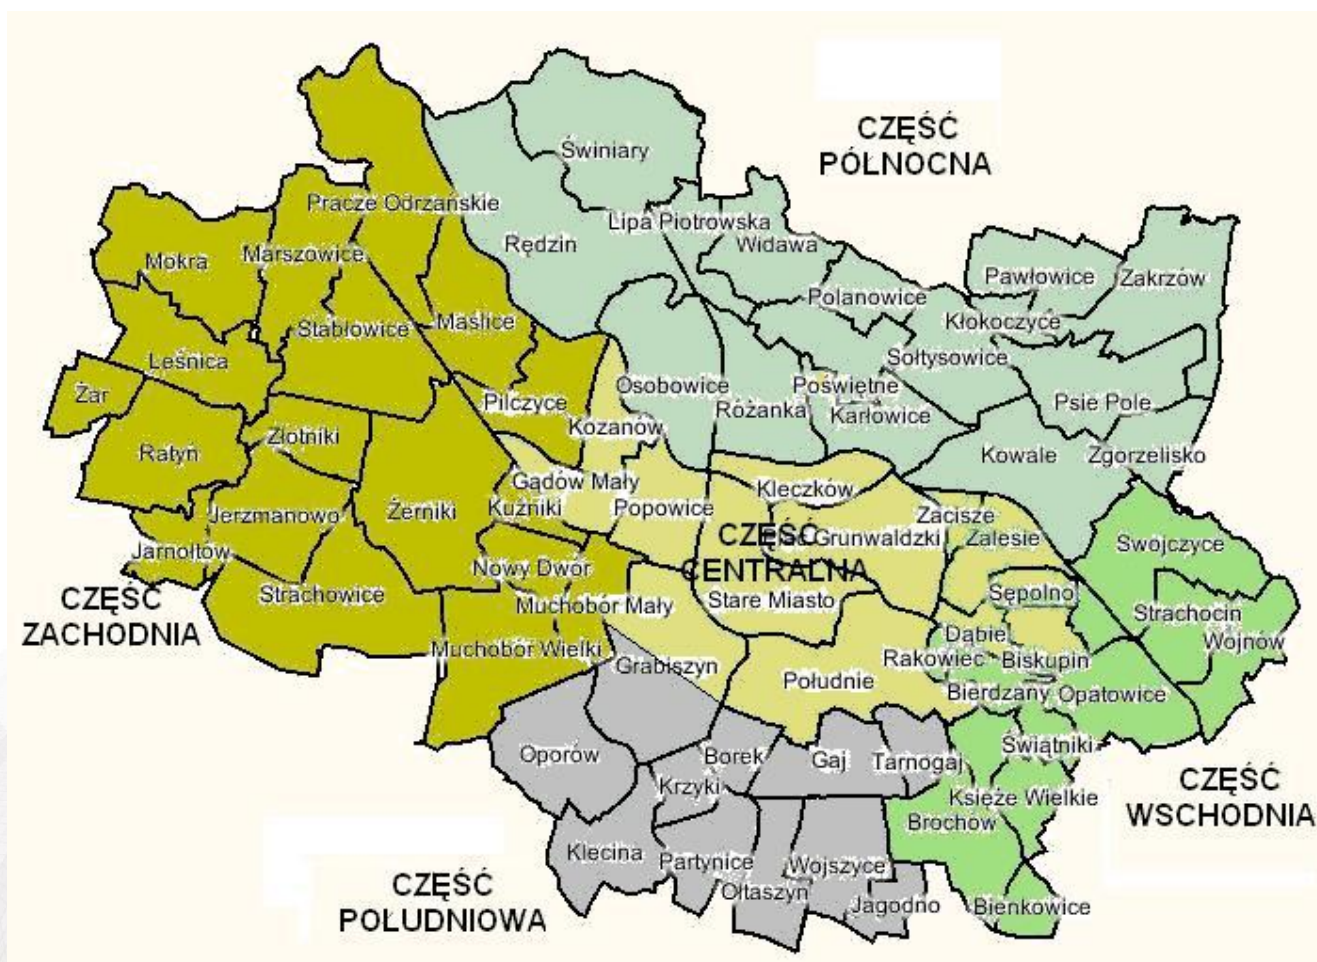 CZĘŚĆ
PÓLNOCNA
Świniary
Pracze Odrzańskie
Lipa Piotrowska
Rędzin
Widawa
Mokra
Marszowice
Pawłowice
Zakrzów
Polanowice
Kłokoczyce
Stabłowice
Maślice
Leśnica
Sołtysowice
Żar
Osobowice
Poświętne
Pilczyce
Różanka
Karłowice
Psie Pole
Kozanów
Złotniki
Ratyń
Kowale
Zgorzelisko
Gądów Mały
Kleczków
Kuźniki
Popowice
Jerzmanowo
Żerniki
Zacisze
CZĘŚĆ
CENTRALNA
Grunwaldzki
Zalesie
Swojczyce
Jarnołtów
Nowy Dwór
Strachowice
Sępolno
CZĘŚĆ
ZACHODNIA
Muchobór Mały
Stare Miasto
Strachocin
Dąbie
Wojnów
Muchobór Wielki
Grabiszyn
Rakowiec
Biskupin
Południe
Bierdzany
Opatowice
Oporów
Borek
Gaj
Tarnogaj
Świątniki
Krzyki
Księże Wielkie
CZĘŚĆ
WSCHODNIA
Brochów
Klecina
Partynice
Wojszyce
Ołtaszyn
Jagodno
Bienkowice
CZĘŚĆ
POŁUDNIOWA